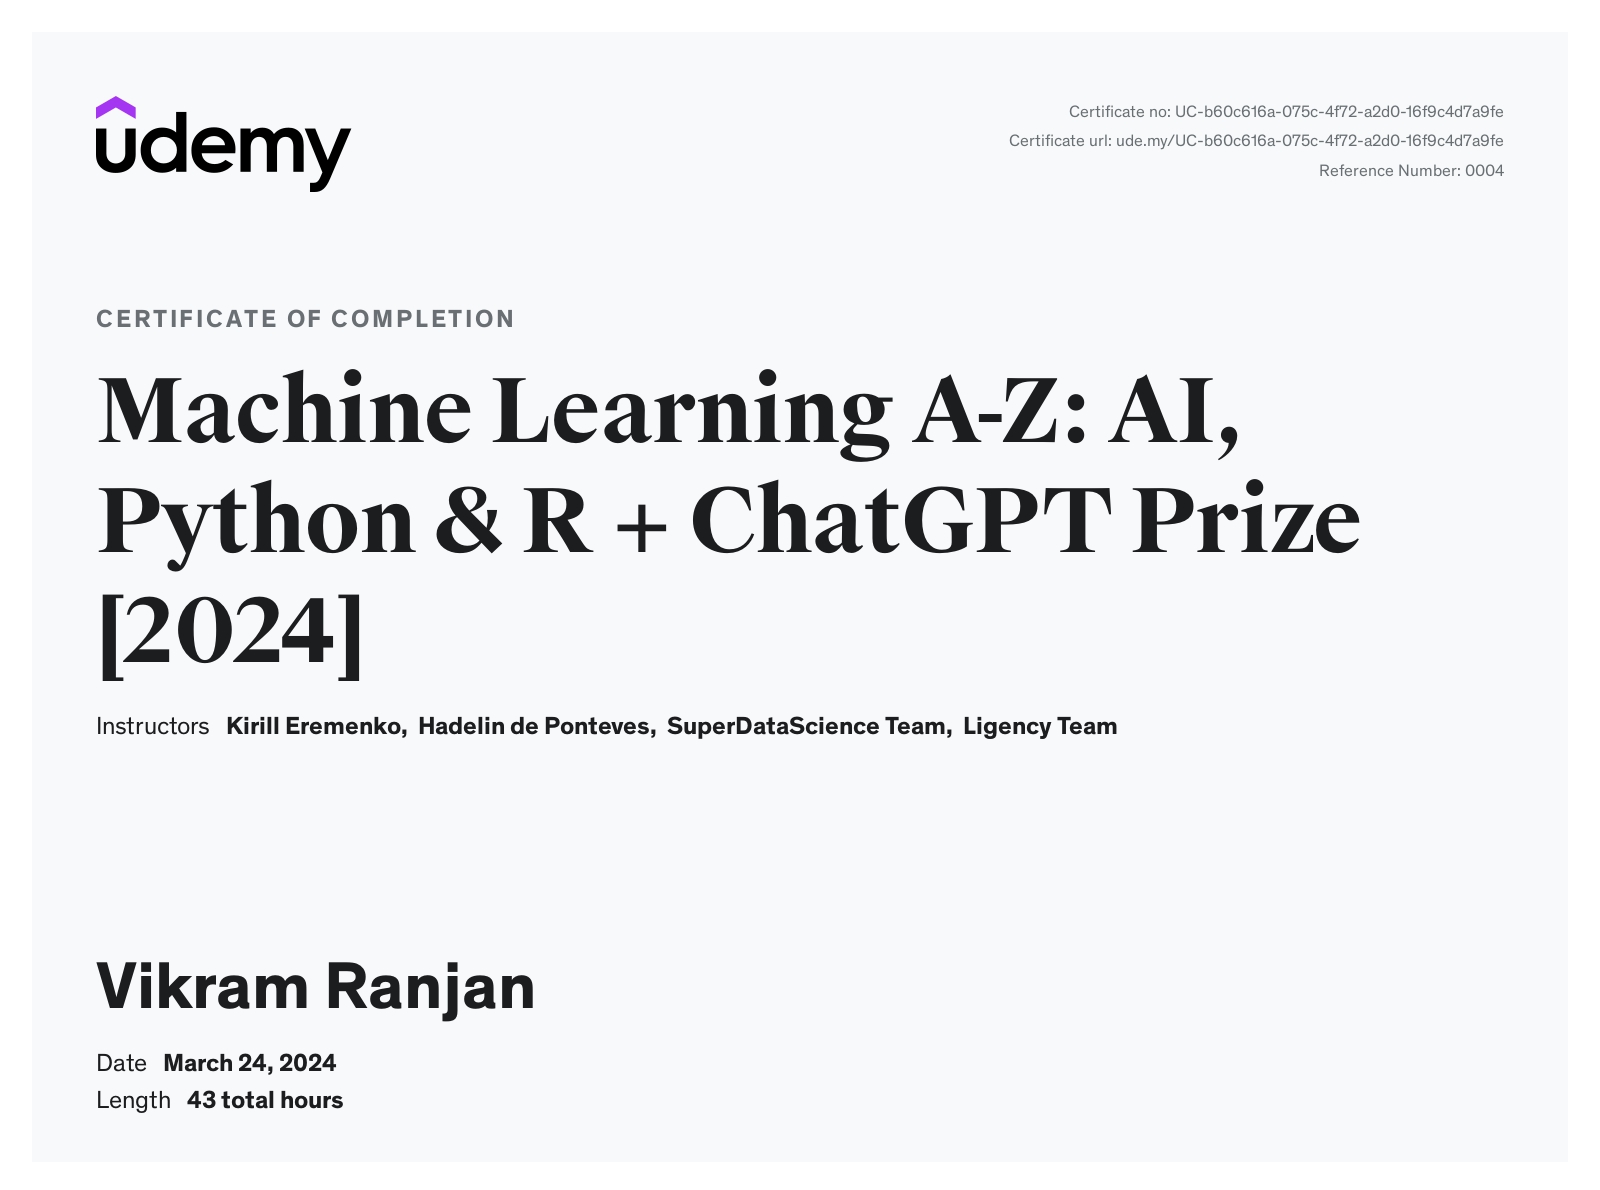 udemy
Certificate no: UC-b60c616a-075c-4f72-a2d0-16f9c4d7a9fe
Certificate url: ude.my/UC-b60c616a-075c-4f72-a2d0-16f9c4d7a9fe
Reference Number: 0004
CERTIFICATE OF COMPLETION
Machine Learning A-Z: AI,
Python & R + ChatGPT Prize
[2024]
Instructors Kirill Eremenko, Hadelin de Ponteves, SuperDataScience Team, Ligency Team
Vikram Ranjan
Date March 24, 2024
Length 43 total hours